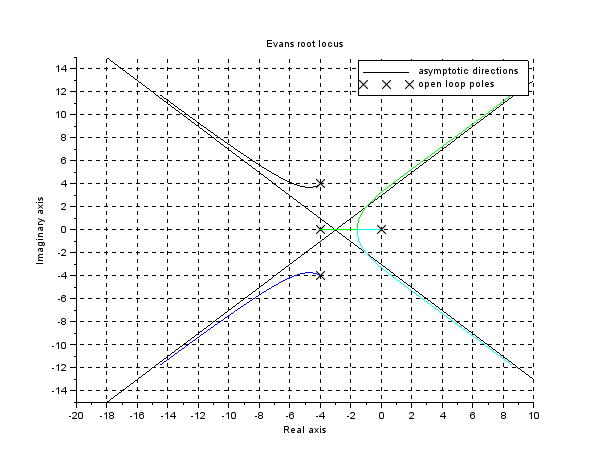 Evans root locus
asymptotic directions
open loop poles
14
12
10
8
6
4
2
0
-2
-4
-6
-8
-10
-12
-14
Imaginary axis
-20 -18 -16 -14 -12 -10 -8 -6 -4 -2 0 2 4 6 8 10
Real axis